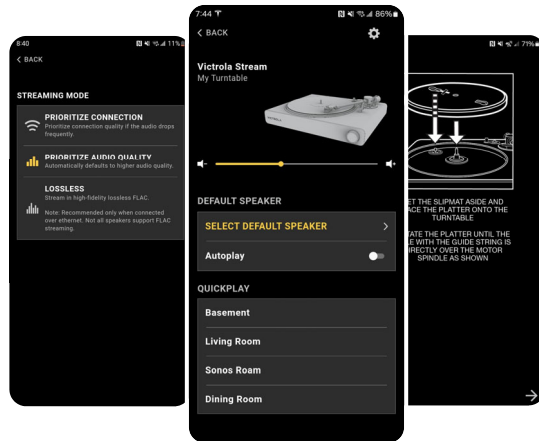 8:40
11%
< BACK
STREAMING MODE
PRIORITIZE CONNECTION
Prioritize connection quality if the audio drops
frequently.
PRIORITIZE AUDIO QUALITY
Automatically defaults to higher audio quality.
LOSSLESS
Stream in high-fidelity lossless FLAC.
Note: Recommended only when connected
over ethernet. Not all speakers support FLAC
streaming.
7:44
86%
< BACK
Victrola Stream
My Turntable
DEFAULT SPEAKER
SELECT DEFAULT SPEAKER >
Autoplay
QUICKPLAY
Basement
Living Room
Sonos Roam
Dining Room
71%
THE SLIPMAT ASIDE AND
THE PLATTER ONTO THE
TURNTABLE
THE PLATTER UNTIL THE
WITH THE GUIDE STRING IS
DIRECTLY OVER THE MOTOR
SPINDLE AS SHOWN